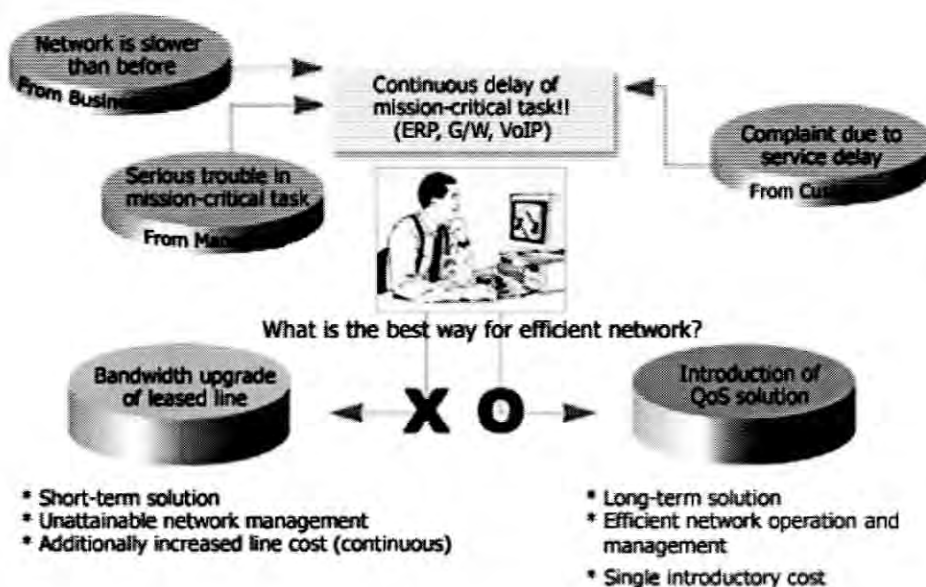 Network is slower
than before
From
Continuous delay of
mission-critical task!!
(ERP, G/W, VoIP)
Complaint due to
service delay
From
Serious trouble in
mission-critical task
From
What is the best way for efficient network?
Bandwidth upgrade
of leased line
X O
Introduction of
QoS solution
* Short-term solution
* Unattainable network management
* Additionally increased line cost (continuous)
* Long-term solution
* Efficient network operation and
management
* Single introductory cost